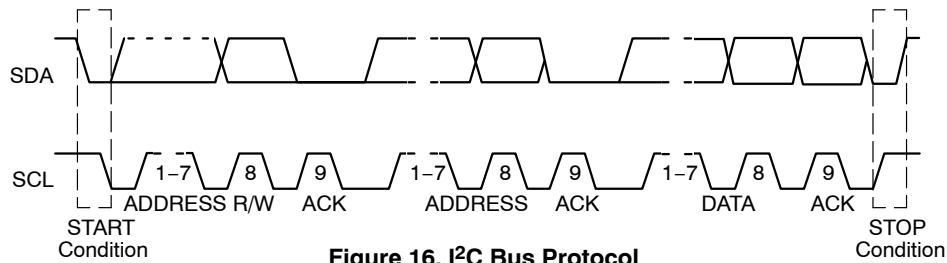 SDA
SCL
1–7
8
9
1–7
8
9
1–7
8
9
ADDRESS R/W ACK
ADDRESS ACK
DATA ACK
START
Condition
STOP
Condition
Figure 16. I²C Bus Protocol